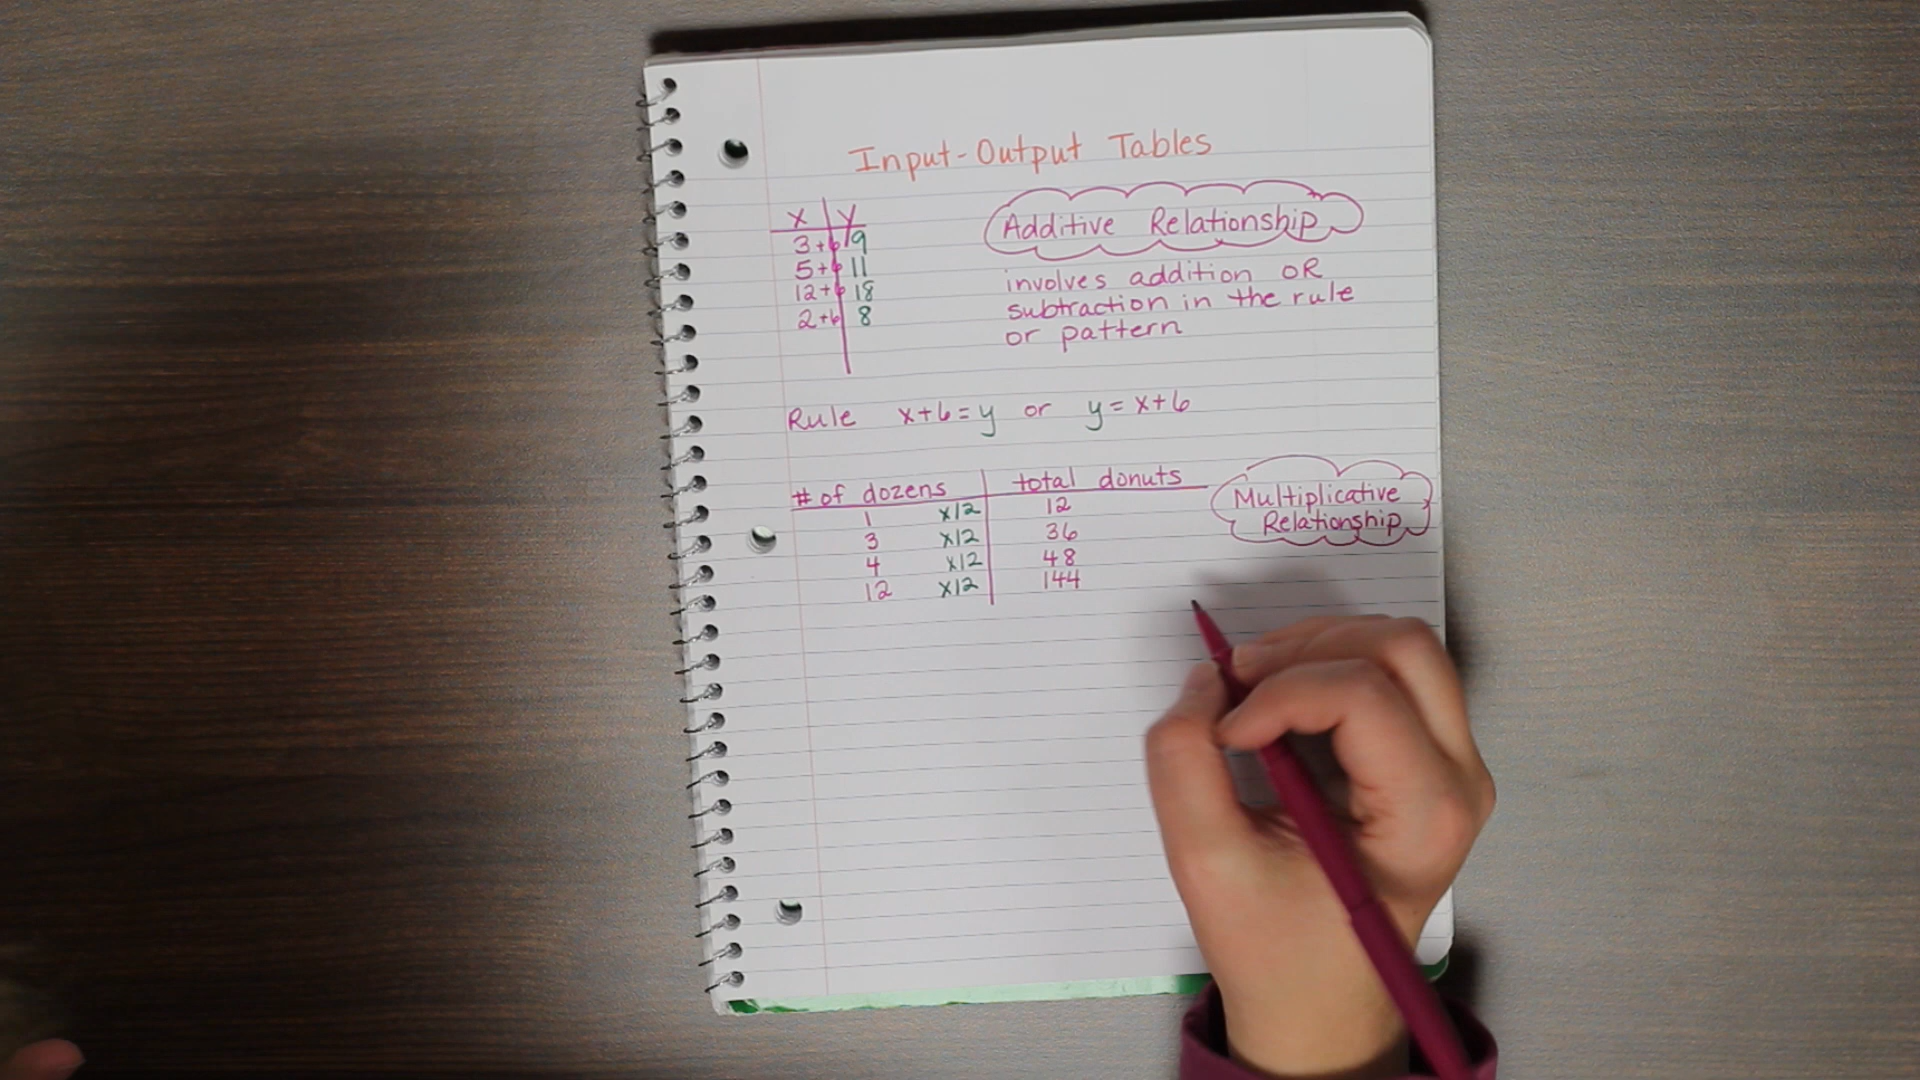 Input-Output Tables
x y
3+6 9
5+6 11
12+6 18
2+6 8
Additive Relationship
involves addition OR
subtraction in the rule
or pattern
Rule x+6=y or y=x+6
# of dozens total donuts
1 x12 12
3 x12 36
4 x12 48
12 x12 144
Multiplicative
Relationship